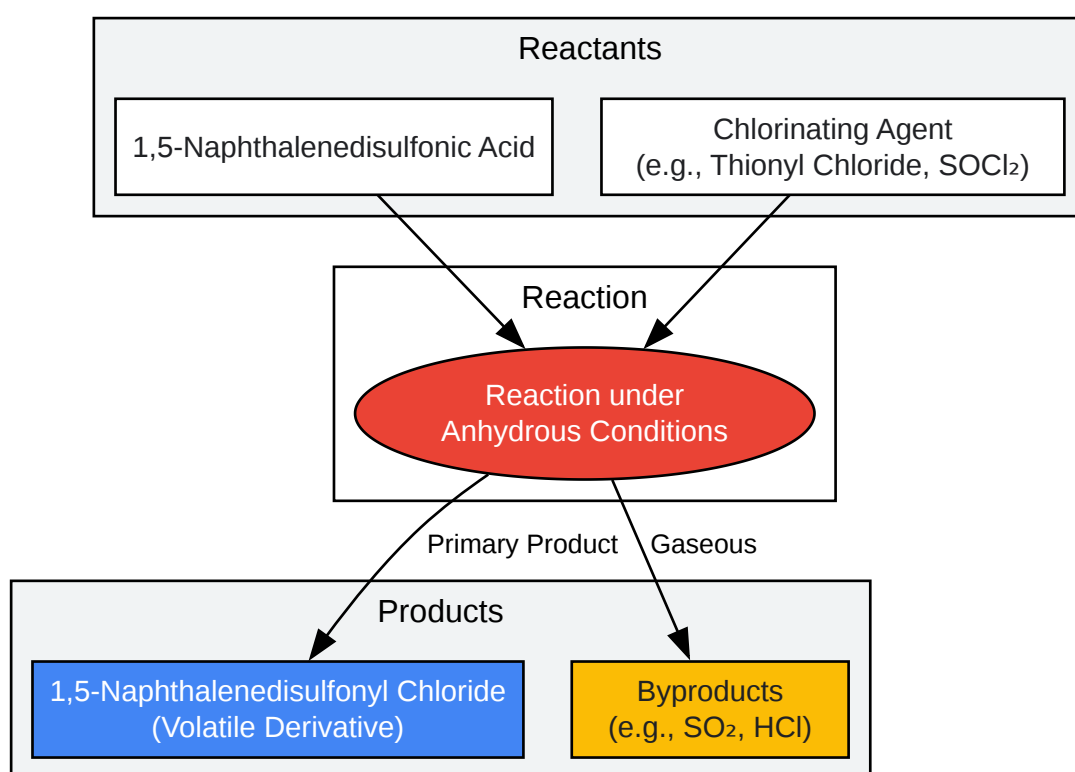 Reactants
1,5-Naphthalenedisulfonic Acid
Chlorinating Agent
(e.g., Thionyl Chloride, SOCl₂)
Reaction
Reaction under
Anhydrous Conditions
Primary Product
Gaseous
Products
1,5-Naphthalenedisulfonyl Chloride
(Volatile Derivative)
Byproducts
(e.g., SO₂, HCl)